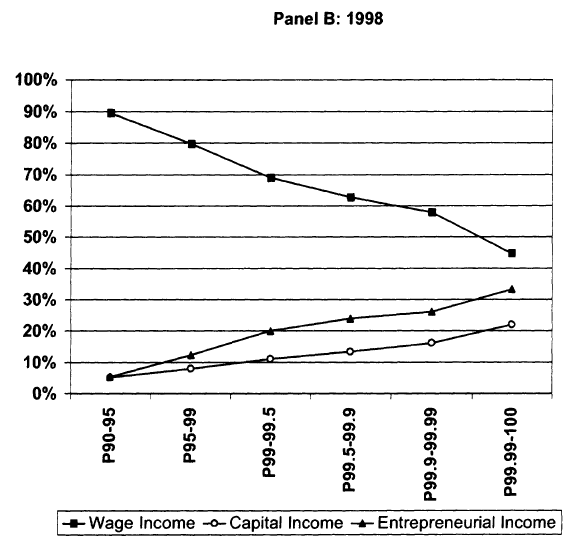 Panel B: 1998
100%
90%
80%
70%
60%
50%
40%
30%
20%
10%
0%
P90-95
P95-99
P99-99.5
P99.5-99.9
P99.9-99.99
P99.99-100
Wage Income Capital Income Entrepreneurial Income